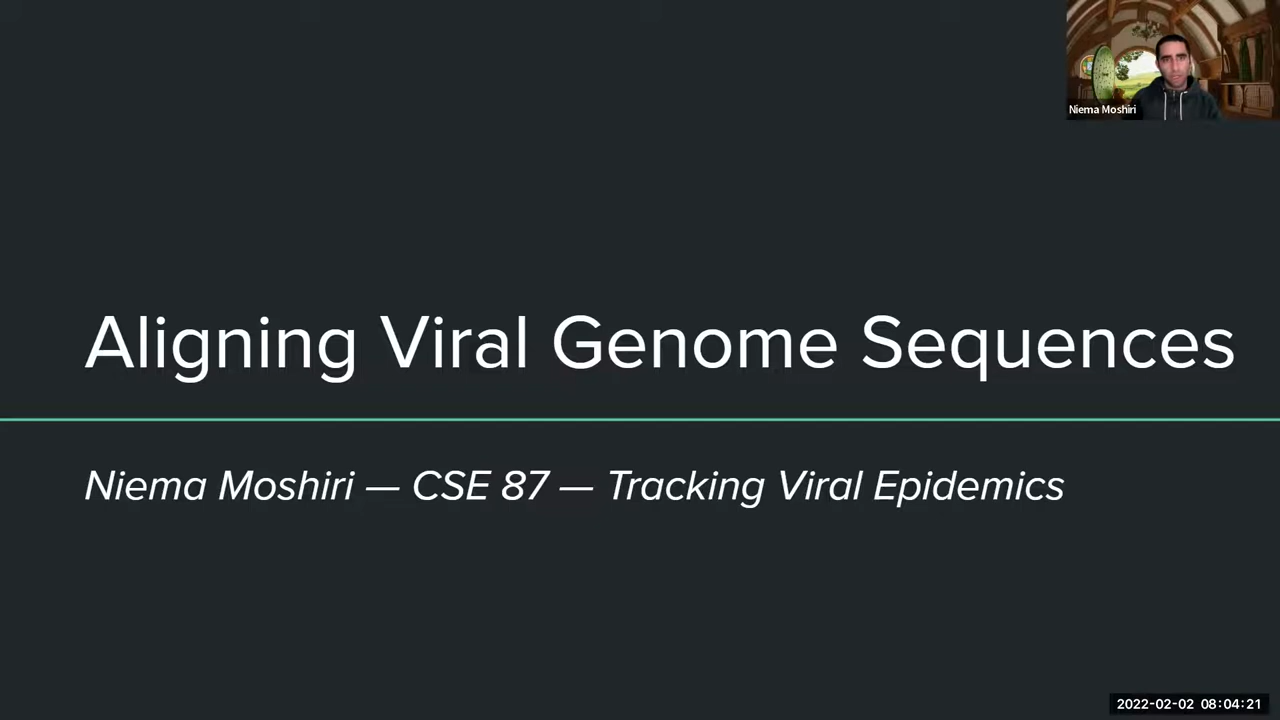 Niema Moshiri
Aligning Viral Genome Sequences
Niema Moshiri — CSE 87 — Tracking Viral Epidemics
2022-02-02 08:04:21